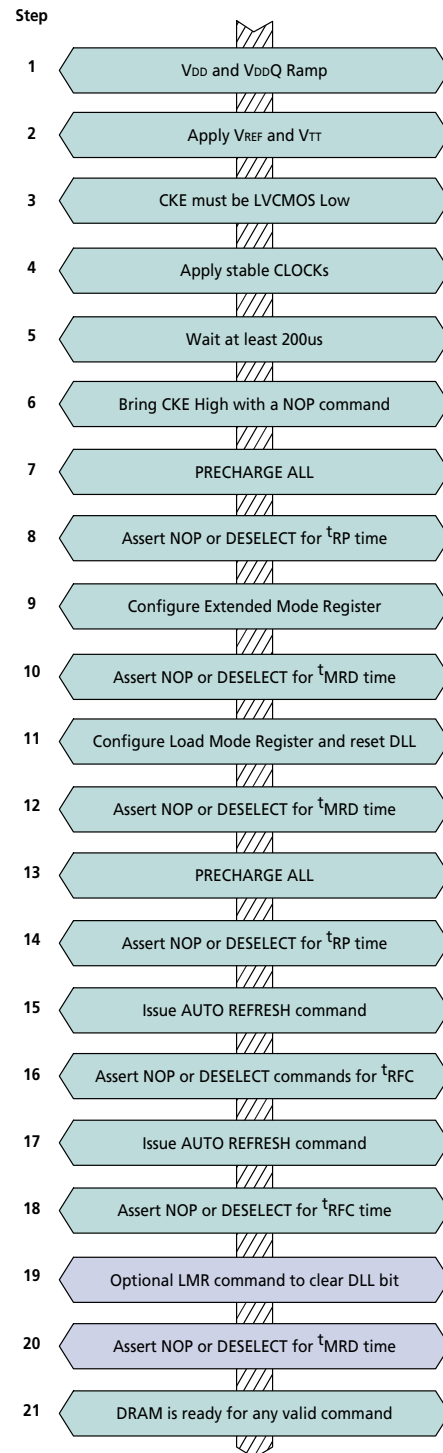 Step
1 VDD and VDDQ Ramp
2 Apply VREF and VTT
3 CKE must be LVCMOS Low
4 Apply stable CLOCKs
5 Wait at least 200us
6 Bring CKE High with a NOP command
7 PRECHARGE ALL
8 Assert NOP or DESELECT for tRP time
9 Configure Extended Mode Register
10 Assert NOP or DESELECT for tMRD time
11 Configure Load Mode Register and reset DLL
12 Assert NOP or DESELECT for tMRD time
13 PRECHARGE ALL
14 Assert NOP or DESELECT for tRP time
15 Issue AUTO REFRESH command
16 Assert NOP or DESELECT commands for tRFC
17 Issue AUTO REFRESH command
18 Assert NOP or DESELECT for tRFC time
19 Optional LMR command to clear DLL bit
20 Assert NOP or DESELECT for tMRD time
21 DRAM is ready for any valid command